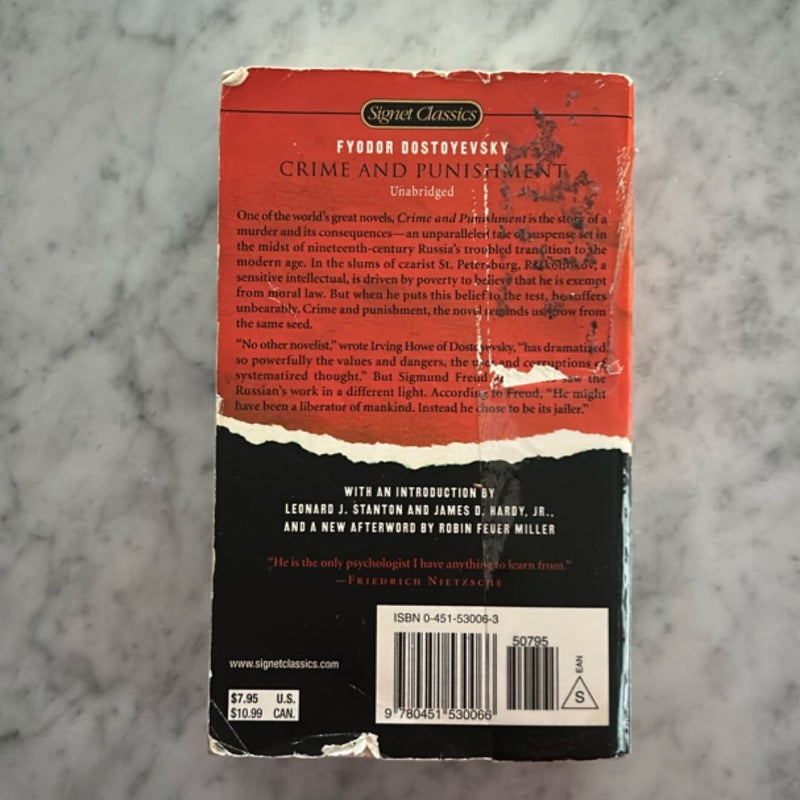 Signet Classics
FYODOR DOSTOYEVSKY
CRIME AND PUNISHMENT
Unabridged
One of the world's great novels, Crime and Punishment is the story of a
murder and its consequences—an unparalleled tale of suspense set in
the midst of nineteenth-century Russia's troubled transition to the
modern age. In the slums of czarist St. Petersburg, Raskolnikov, a
sensitive intellectual, is driven by poverty to believe that he is exempt
from moral law. But when he puts this belief to the test, he suffers
unbearably. Crime and punishment, the novel reminds us, grow from
the same seed.
"No other novelist," wrote Irving Howe of Dostoyevsky, "has dramatized
so powerfully the values and dangers, the uses and corruptions of
systematized thought." But Sigmund Freud saw the
Russian's work in a different light. According to Freud, "He might
have been a liberator of mankind. Instead he chose to be its jailer."
WITH AN INTRODUCTION BY
LEONARD J. STANTON AND JAMES D. HARDY, JR.,
AND A NEW AFTERWORD BY ROBIN FEUER MILLER
"He is the only psychologist I have anything to learn from."
—FRIEDRICH NIETZSCHE
ISBN 0-451-53006-3
50795
EAN
S
www.signetclassics.com
$7.95 U.S.
$10.99 CAN.
9 780451 530066